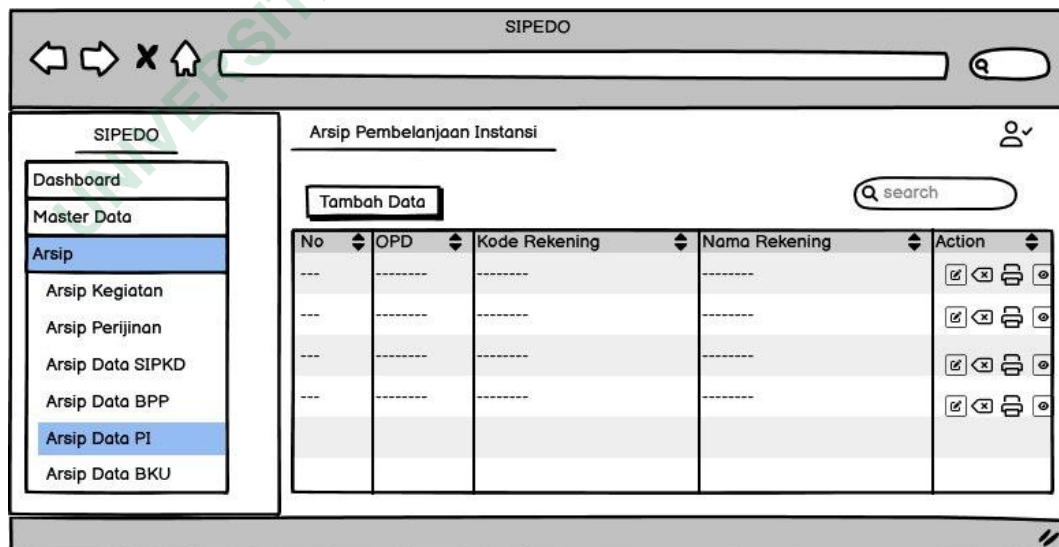 SIPEDO
SIPEDO
Dashboard
Master Data
Arsip
Arsip Kegiatan
Arsip Perijinan
Arsip Data SIPKD
Arsip Data BPP
Arsip Data PI
Arsip Data BKU
Arsip Pembelanjaan Instansi
Tambah Data
search
No OPD Kode Rekening Nama Rekening Action
--- -------- -------- --------
--- -------- -------- --------
--- -------- -------- --------
--- -------- -------- --------